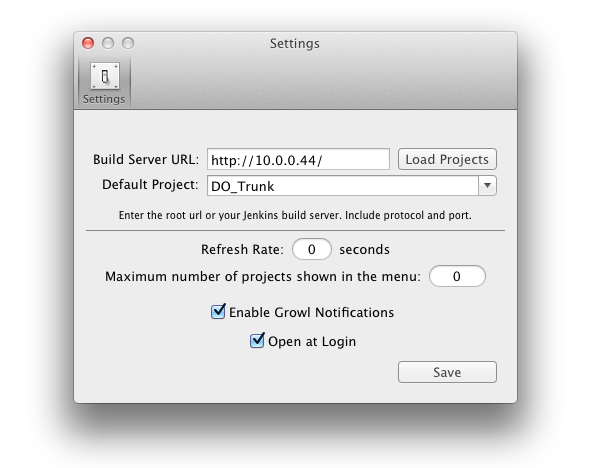 Settings
Settings
Build Server URL: http://10.0.0.44/ Load Projects
Default Project: DO_Trunk
Enter the root url or your Jenkins build server. Include protocol and port.
Refresh Rate: 0 seconds
Maximum number of projects shown in the menu: 0
Enable Growl Notifications
Open at Login
Save